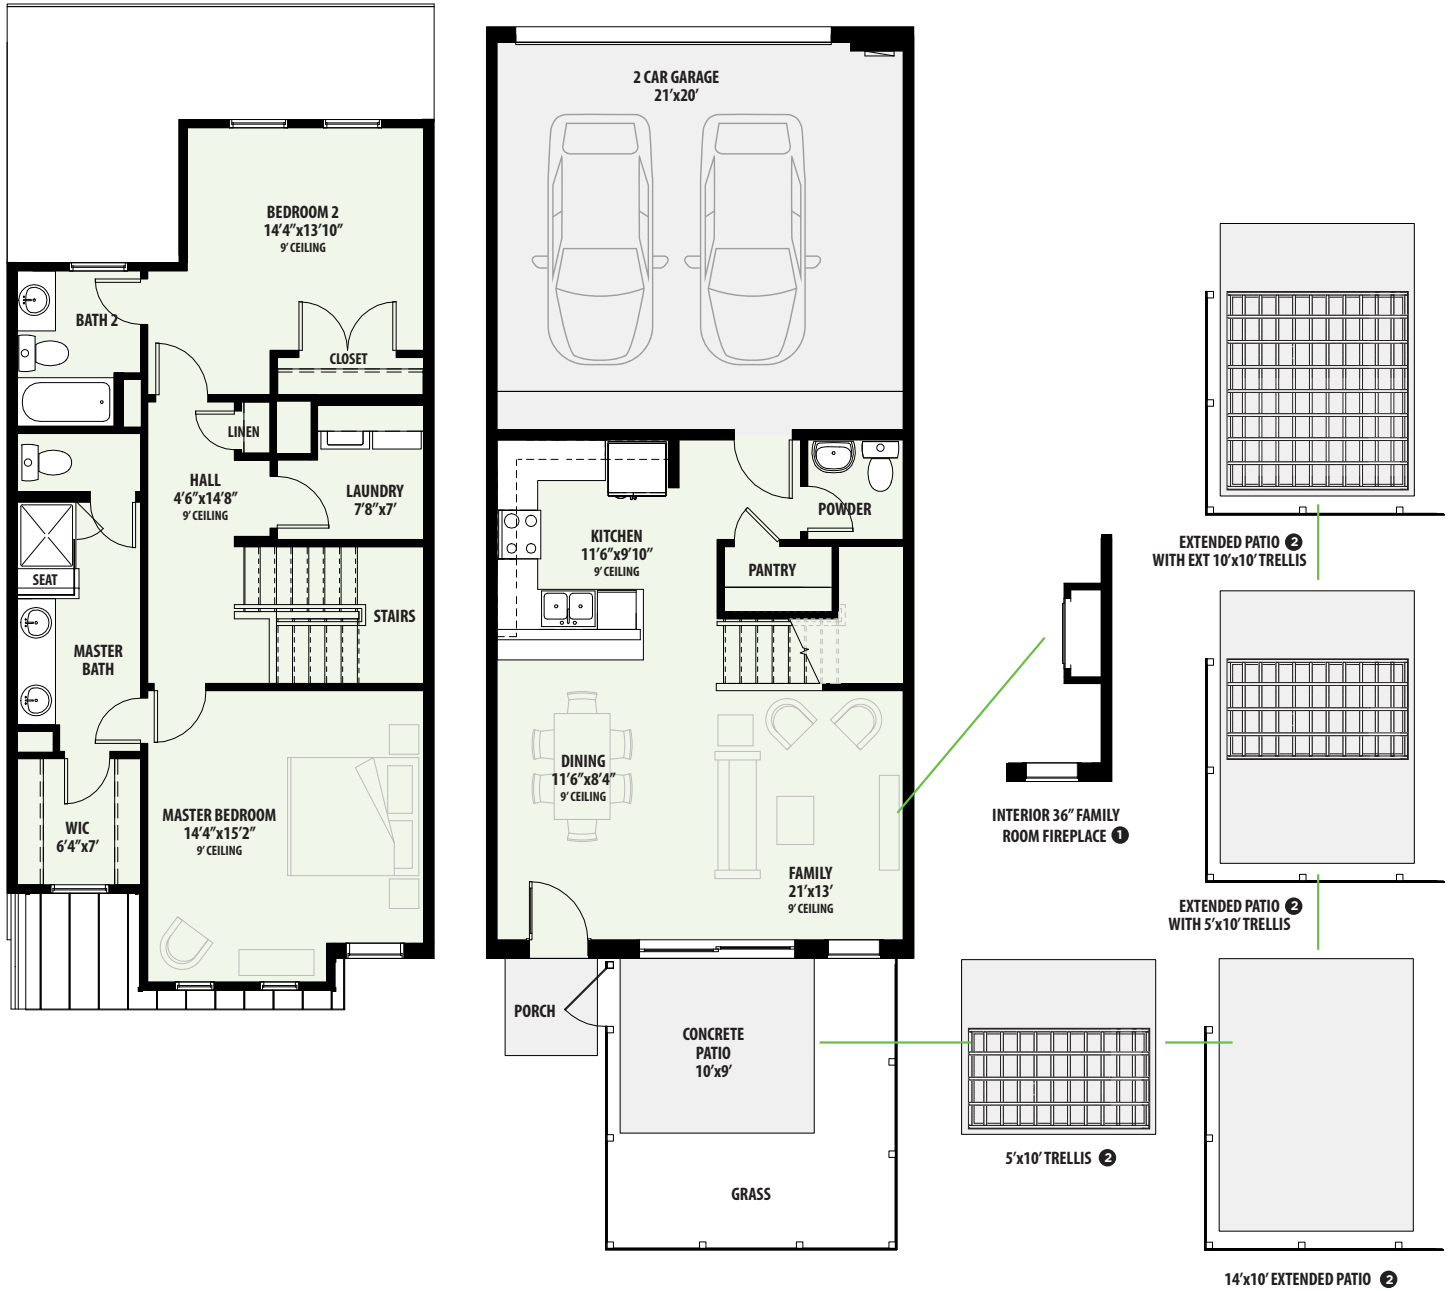 BEDROOM 2
14'4"x13'10"
9' CEILING
BATH 2
CLOSET
LINEN
HALL
4'6"x14'8"
9' CEILING
LAUNDRY
7'8"x7'
SEAT
STAIRS
MASTER
BATH
WIC
6'4"x7'
MASTER BEDROOM
14'4"x15'2"
9' CEILING
2 CAR GARAGE
21'x20'
KITCHEN
11'6"x9'10"
9' CEILING
POWDER
PANTRY
DINING
11'6"x8'4"
9' CEILING
FAMILY
21'x13'
9' CEILING
PORCH
CONCRETE
PATIO
10'x9'
GRASS
INTERIOR 36" FAMILY
ROOM FIREPLACE 1
EXTENDED PATIO 2
WITH EXT 10'x10' TRELLIS
EXTENDED PATIO 2
WITH 5'x10' TRELLIS
5'x10' TRELLIS 2
14'x10' EXTENDED PATIO 2